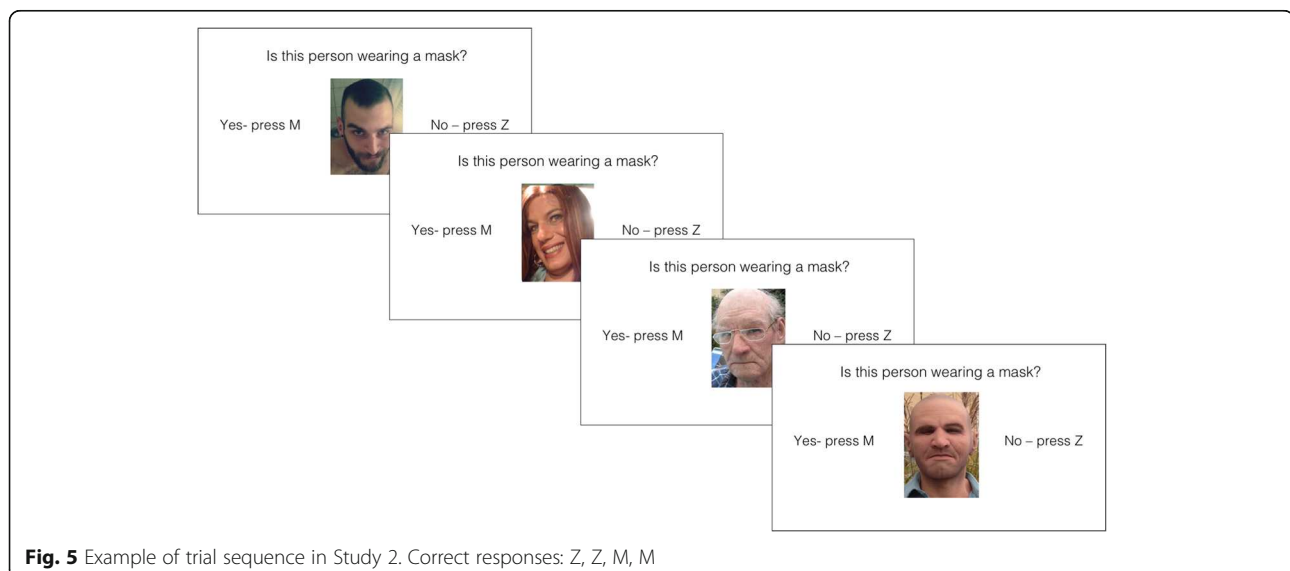 Is this person wearing a mask?
Yes- press M No – press Z
Is this person wearing a mask?
Yes- press M No – press Z
Is this person wearing a mask?
Yes- press M No – press Z
Is this person wearing a mask?
Yes- press M No – press Z
Fig. 5 Example of trial sequence in Study 2. Correct responses: Z, Z, M, M